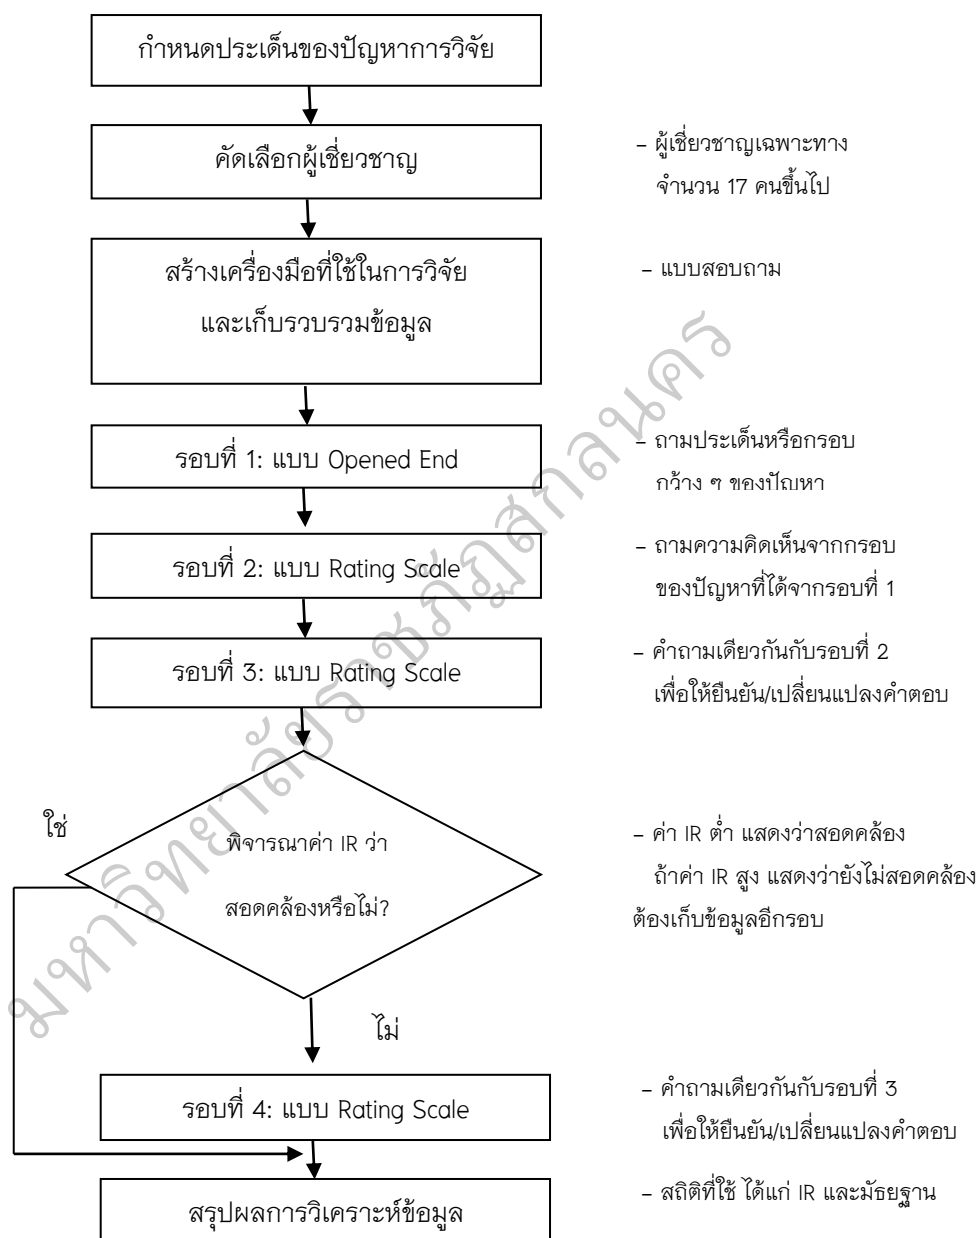 กำหนดประเด็นของปัญหาการวิจัย
คัดเลือกผู้เชี่ยวชาญ
– ผู้เชี่ยวชาญเฉพาะทาง
จำนวน 17 คนขึ้นไป
สร้างเครื่องมือที่ใช้ในการวิจัย
และเก็บรวบรวมข้อมูล
– แบบสอบถาม
รอบที่ 1: แบบ Opened End
– ถามประเด็นหรือกรอบ
กว้าง ๆ ของปัญหา
รอบที่ 2: แบบ Rating Scale
– ถามความคิดเห็นจากกรอบ
ของปัญหาที่ได้จากรอบที่ 1
รอบที่ 3: แบบ Rating Scale
– คำถามเดียวกันกับรอบที่ 2
เพื่อให้ยืนยัน/เปลี่ยนแปลงคำตอบ
ใช่
พิจารณาค่า IR ว่า
สอดคล้องหรือไม่?
– ค่า IR ต่ำ แสดงว่าสอดคล้อง
ถ้าค่า IR สูง แสดงว่ายังไม่สอดคล้อง
ต้องเก็บข้อมูลอีกรอบ
ไม่
รอบที่ 4: แบบ Rating Scale
– คำถามเดียวกันกับรอบที่ 3
เพื่อให้ยืนยัน/เปลี่ยนแปลงคำตอบ
สรุปผลการวิเคราะห์ข้อมูล
– สถิติที่ใช้ ได้แก่ IR และมัธยฐาน
มหาวิทยาลัยราชภัฏสกลนคร